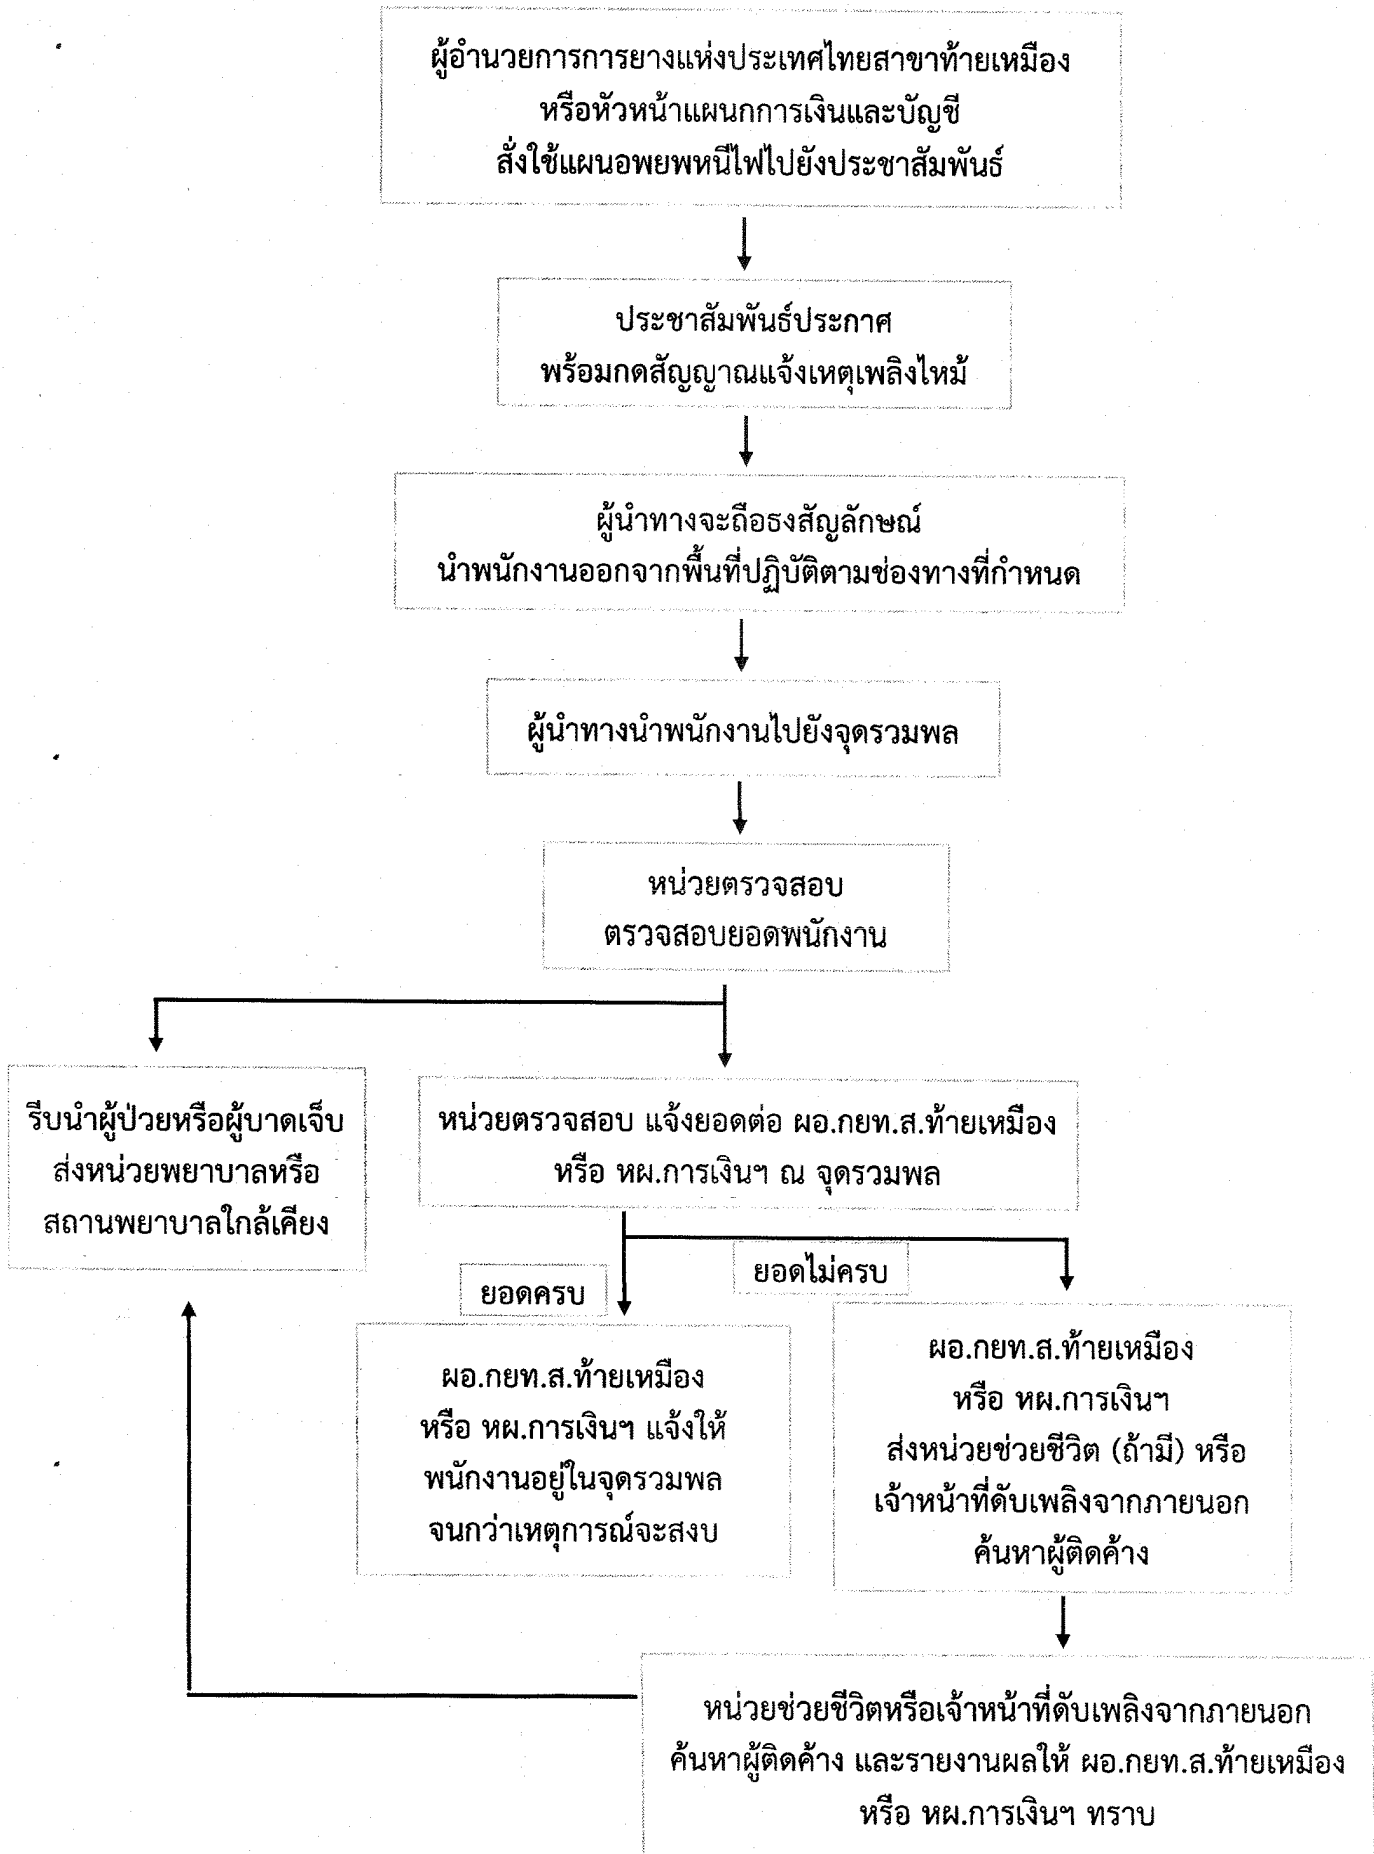 ผู้อำนวยการการยางแห่งประเทศไทยสาขาท้ายเหมือง
หรือหัวหน้าแผนกการเงินและบัญชี
สั่งใช้แผนอพยพหนีไฟไปยังประชาสัมพันธ์
ประชาสัมพันธ์ประกาศ
พร้อมกดสัญญาณแจ้งเหตุเพลิงไหม้
ผู้นำทางจะถือธงสัญลักษณ์
นำพนักงานออกจากพื้นที่ปฏิบัติตามช่องทางที่กำหนด
ผู้นำทางนำพนักงานไปยังจุดรวมพล
หน่วยตรวจสอบ
ตรวจสอบยอดพนักงาน
รีบนำผู้ป่วยหรือผู้บาดเจ็บ
ส่งหน่วยพยาบาลหรือ
สถานพยาบาลใกล้เคียง
หน่วยตรวจสอบ แจ้งยอดต่อ ผอ.กยท.ส.ท้ายเหมือง
หรือ หผ.การเงินฯ ณ จุดรวมพล
ยอดครบ
ยอดไม่ครบ
ผอ.กยท.ส.ท้ายเหมือง
หรือ หผ.การเงินฯ แจ้งให้
พนักงานอยู่ในจุดรวมพล
จนกว่าเหตุการณ์จะสงบ
ผอ.กยท.ส.ท้ายเหมือง
หรือ หผ.การเงินฯ
ส่งหน่วยช่วยชีวิต (ถ้ามี) หรือ
เจ้าหน้าที่ดับเพลิงจากภายนอก
ค้นหาผู้ติดค้าง
หน่วยช่วยชีวิตหรือเจ้าหน้าที่ดับเพลิงจากภายนอก
ค้นหาผู้ติดค้าง และรายงานผลให้ ผอ.กยท.ส.ท้ายเหมือง
หรือ หผ.การเงินฯ ทราบ